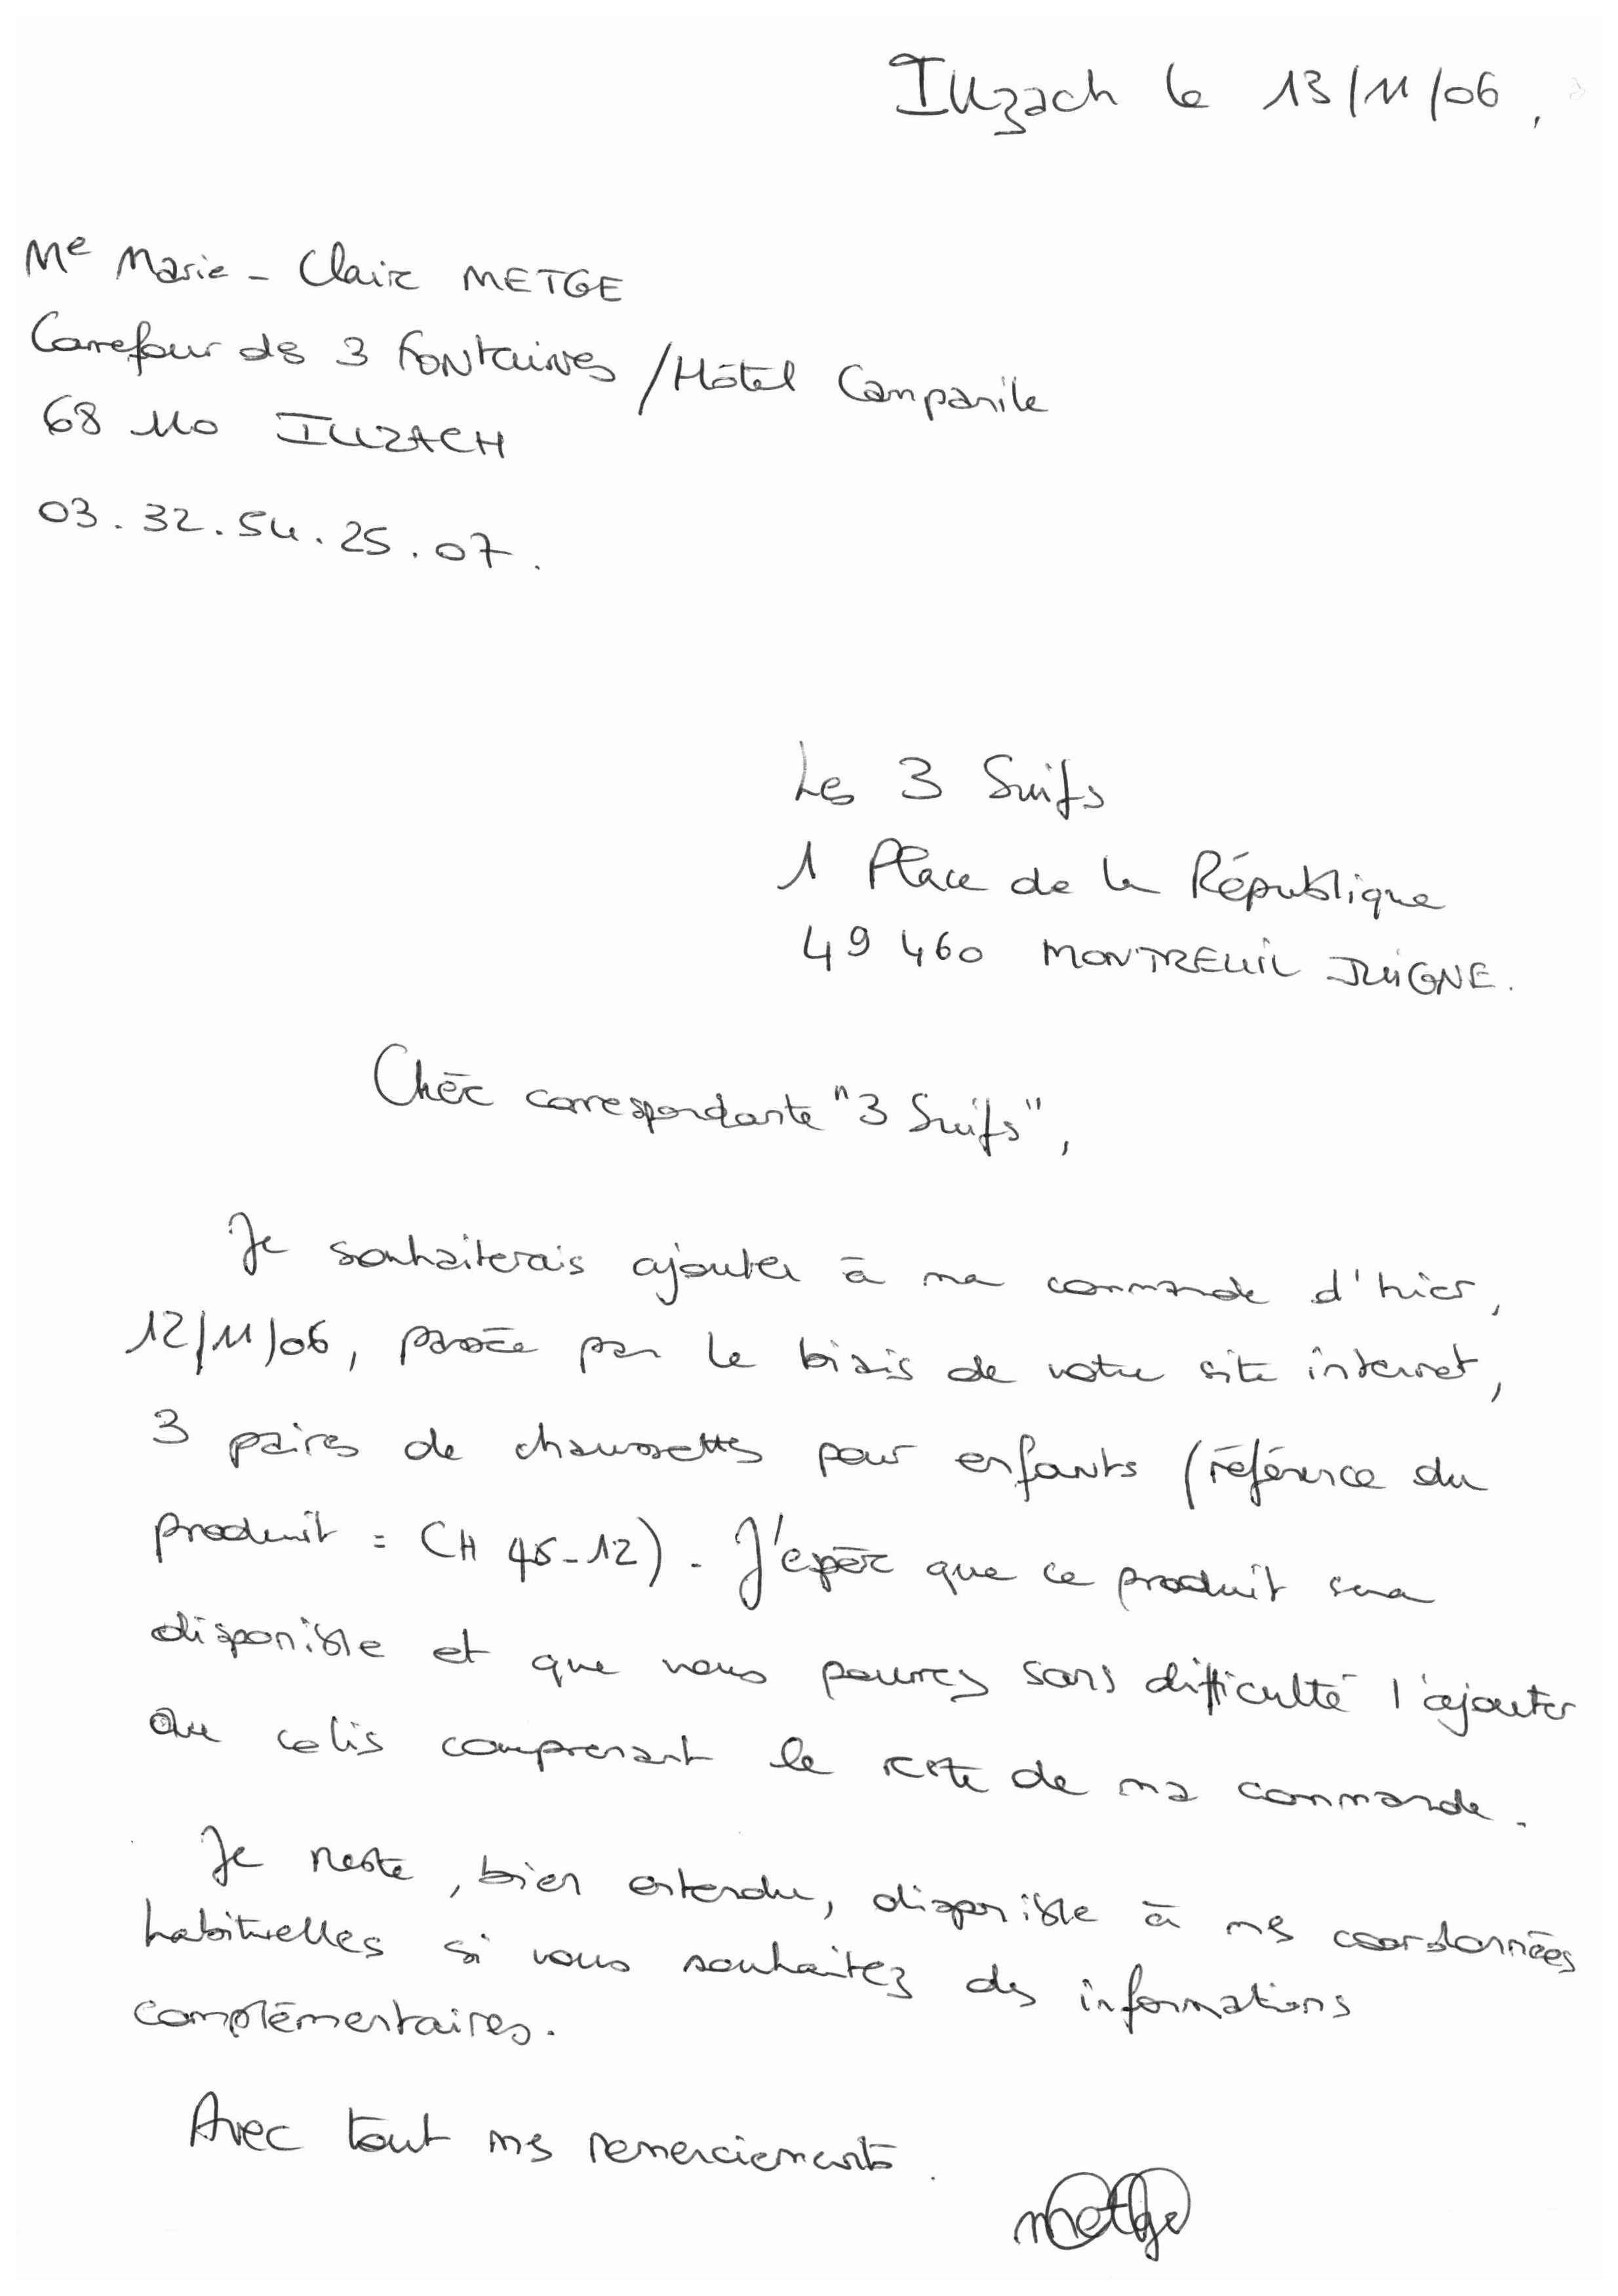 Illzach le 13/11/06,
Me Marie-Claire METGE
Carrefour des 3 Fontaines / Hôtel Campanile
68 110 ILLZACH
03.32.54.25.07.
Les 3 Suifs
1 Place de la République
49 460 MONTREUIL JUIGNE.
Chère correspondante "3 Suifs",
Je souhaiterais ajouter à ma commande d'hier,
12/11/06, passée par le biais de votre site internet,
3 paires de chaussettes pour enfants (référence du
produit = CH 45-12). J'espère que ce produit sera
disponible et que vous pourrez sans difficulté l'ajouter
au colis comprenant le reste de ma commande.
Je reste, bien entendu, disponible à mes coordonnées
habituelles si vous souhaitez des informations
complémentaires.
Avec tout mes remerciements.
Metge